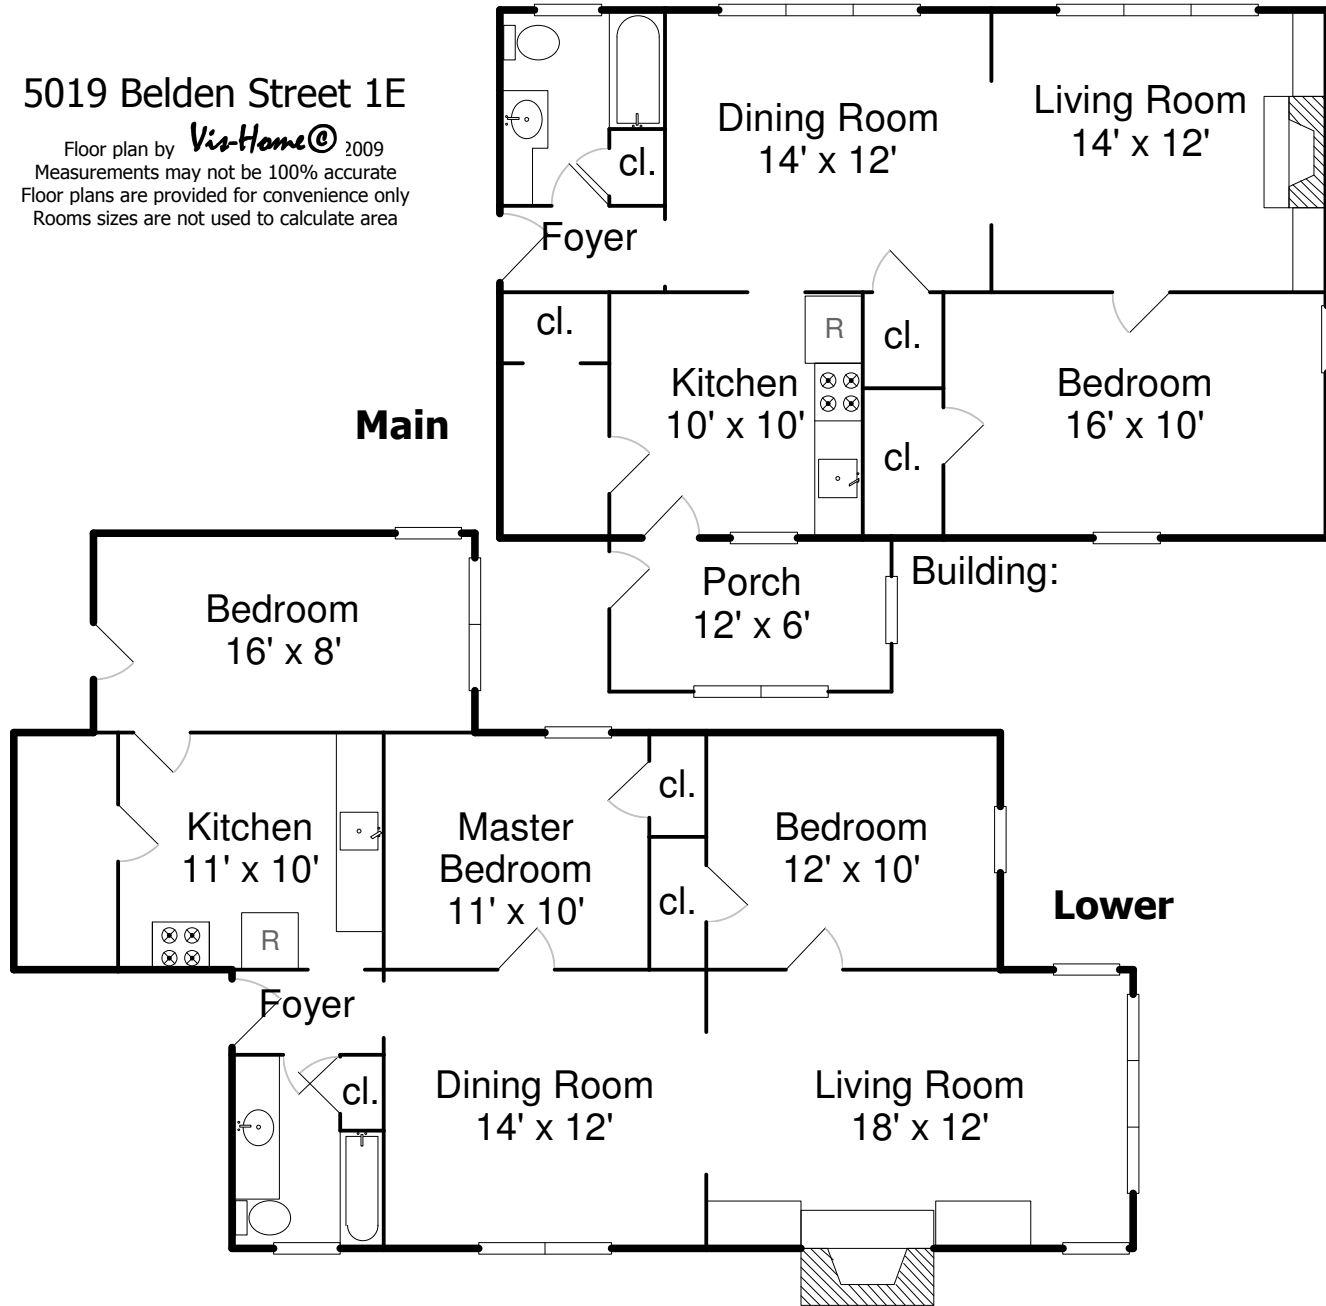 5019 Belden Street 1E
Floor plan by Vis-Home© 2009
Measurements may not be 100% accurate
Floor plans are provided for convenience only
Rooms sizes are not used to calculate area
Main
cl.
Dining Room
14' x 12'
Living Room
14' x 12'
Foyer
cl.
Kitchen
10' x 10'
R
cl.
cl.
Bedroom
16' x 10'
Porch
12' x 6'
Building:
Bedroom
16' x 8'
Kitchen
11' x 10'
R
Master
Bedroom
11' x 10'
cl.
cl.
Bedroom
12' x 10'
Lower
Foyer
cl.
Dining Room
14' x 12'
Living Room
18' x 12'